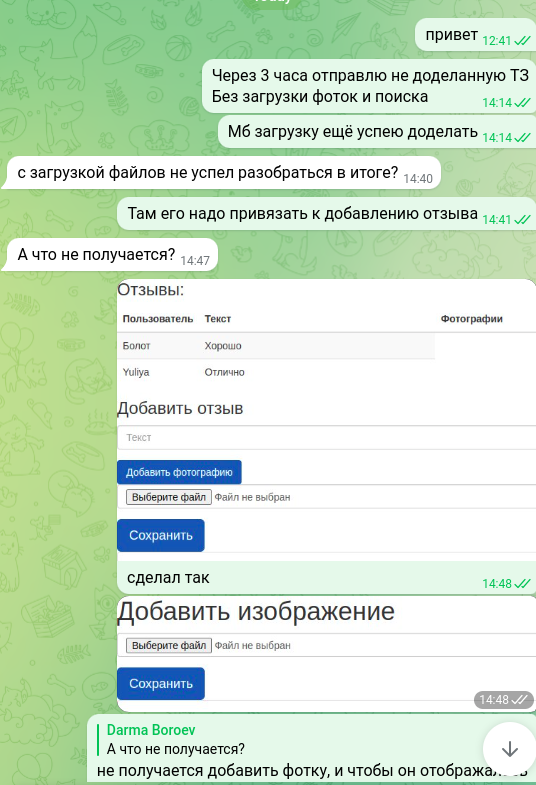 привет 12:41
Через 3 часа отправлю не доделанную ТЗ
Без загрузки фоток и поиска 14:14
Мб загрузку ещё успею доделать 14:14
с загрузкой файлов не успел разобраться в итоге? 14:40
Там его надо привязать к добавлению отзыва 14:41
А что не получается? 14:47
Отзывы:
Пользователь Текст Фотографии
Болот Хорошо
Yuliya Отлично
Добавить отзыв
Текст
Добавить фотографию
Выберите файл Файл не выбран
Сохранить
сделал так 14:48
Добавить изображение
Выберите файл Файл не выбран
Сохранить
14:48
Darma Boroev
А что не получается?
не получается добавить фотку, и чтобы он